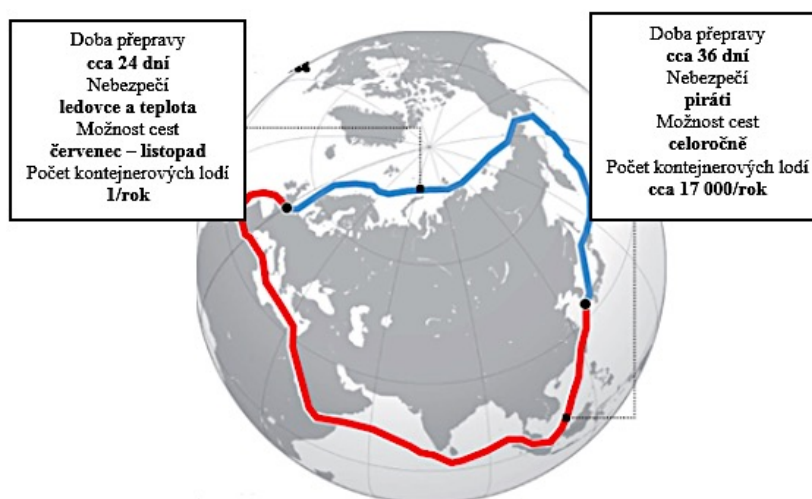 Doba přepravy
cca 24 dní
Nebezpečí
ledovce a teplota
Možnost cest
červenec – listopad
Počet kontejnerových lodí
1/rok
Doba přepravy
cca 36 dní
Nebezpečí
piráti
Možnost cest
celoročně
Počet kontejnerových lodí
cca 17 000/rok